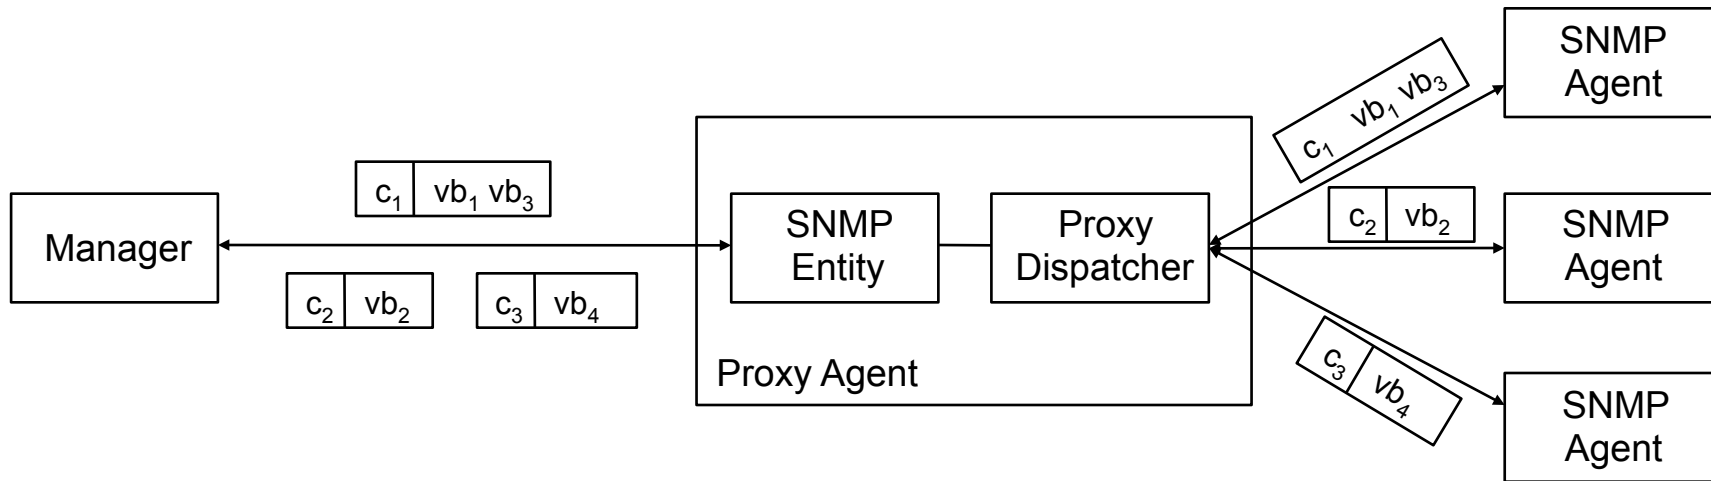 Manager
c₁ vb₁ vb₃
c₂ vb₂
c₃ vb₄
SNMP
Entity
Proxy
Dispatcher
Proxy Agent
c₁ vb₁ vb₃
c₂ vb₂
c₃ vb₄
SNMP
Agent
SNMP
Agent
SNMP
Agent